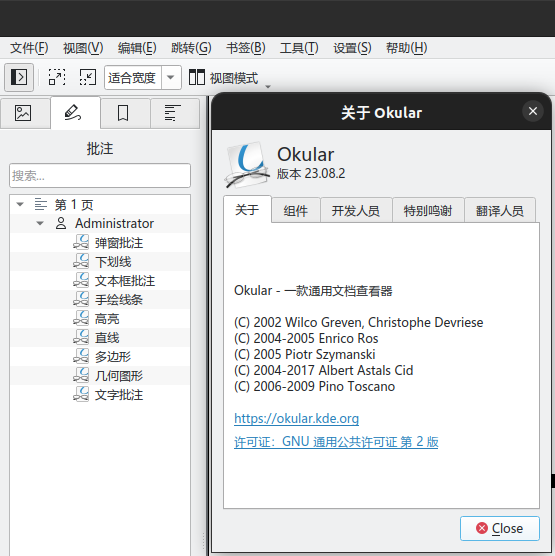 文件(F) 视图(V) 编辑(E) 跳转(G) 书签(B) 工具(T) 设置(S) 帮助(H)
适合宽度 视图模式
批注
搜索...
第 1 页
Administrator
弹窗批注
下划线
文本框批注
手绘线条
高亮
直线
多边形
几何图形
文字批注
关于 Okular
Okular
版本 23.08.2
关于 组件 开发人员 特别鸣谢 翻译人员
Okular - 一款通用文档查看器
(C) 2002 Wilco Greven, Christophe Devriese
(C) 2004-2005 Enrico Ros
(C) 2005 Piotr Szymanski
(C) 2004-2017 Albert Astals Cid
(C) 2006-2009 Pino Toscano
https://okular.kde.org
许可证：GNU 通用公共许可证 第 2 版
Close